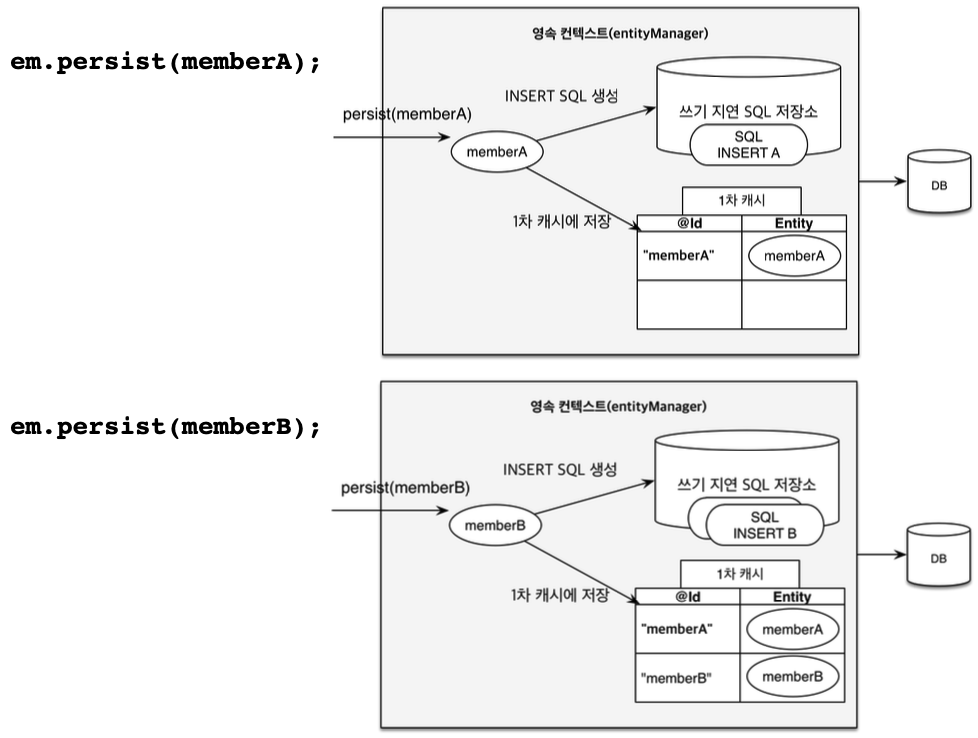 영속 컨텍스트(entityManager)
em.persist(memberA);
persist(memberA)
INSERT SQL 생성
쓰기 지연 SQL 저장소
SQL
INSERT A
memberA
DB
1차 캐시
1차 캐시에 저장
@Id Entity
"memberA" memberA
영속 컨텍스트(entityManager)
em.persist(memberB);
persist(memberB)
INSERT SQL 생성
쓰기 지연 SQL 저장소
SQL
INSERT B
memberB
DB
1차 캐시
1차 캐시에 저장
@Id Entity
"memberA" memberA
"memberB" memberB